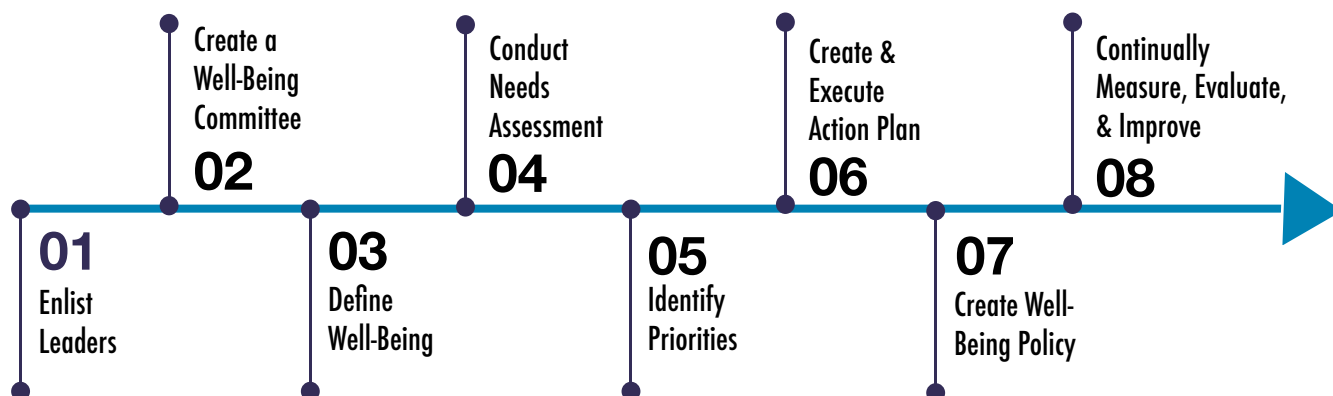 01
Enlist
Leaders
Create a
Well-Being
Committee
02
03
Define
Well-Being
Conduct
Needs
Assessment
04
05
Identify
Priorities
Create &
Execute
Action Plan
06
07
Create Well-
Being Policy
Continually
Measure, Evaluate,
& Improve
08